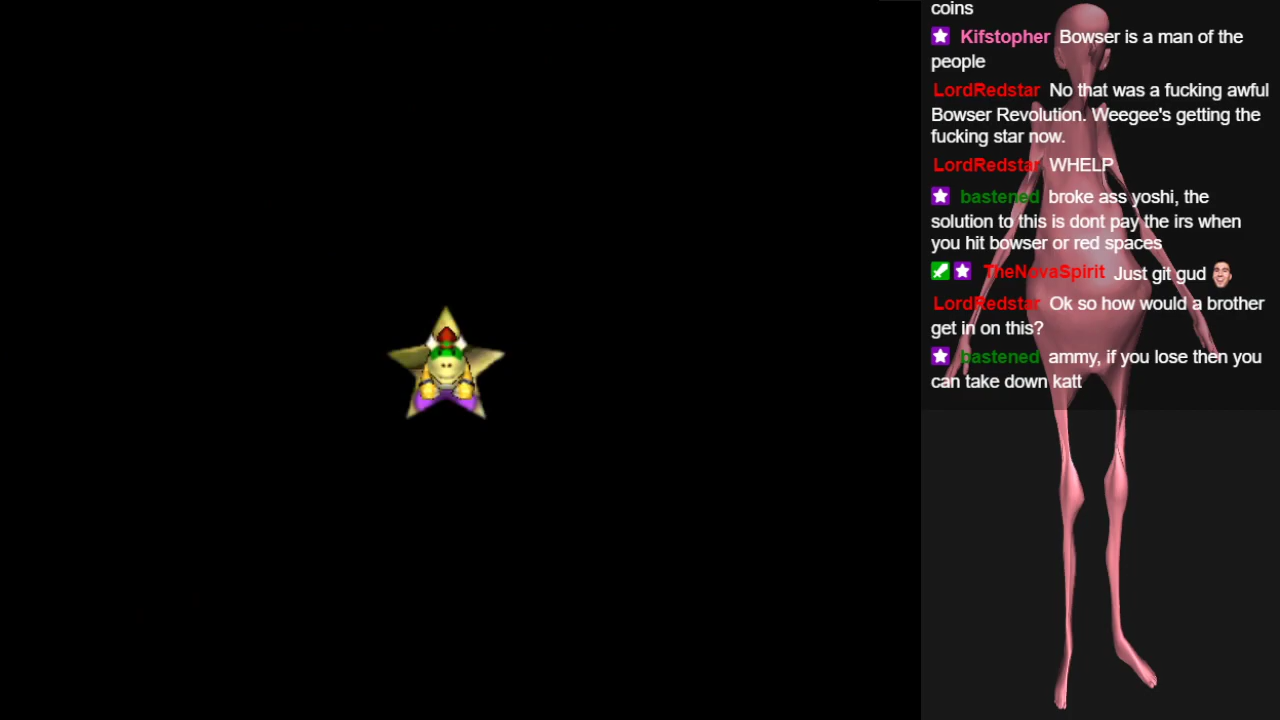 coins
Kifstopher Bowser is a man of the
people
LordRedstar No that was a fucking awful
Bowser Revolution. Weegee's getting the
fucking star now.
LordRedstar WHELP
bastened broke ass yoshi, the
solution to this is dont pay the irs when
you hit bowser or red spaces
TheNovaSpirit Just git gud
LordRedstar Ok so how would a brother
get in on this?
bastened ammy, if you lose then you
can take down katt